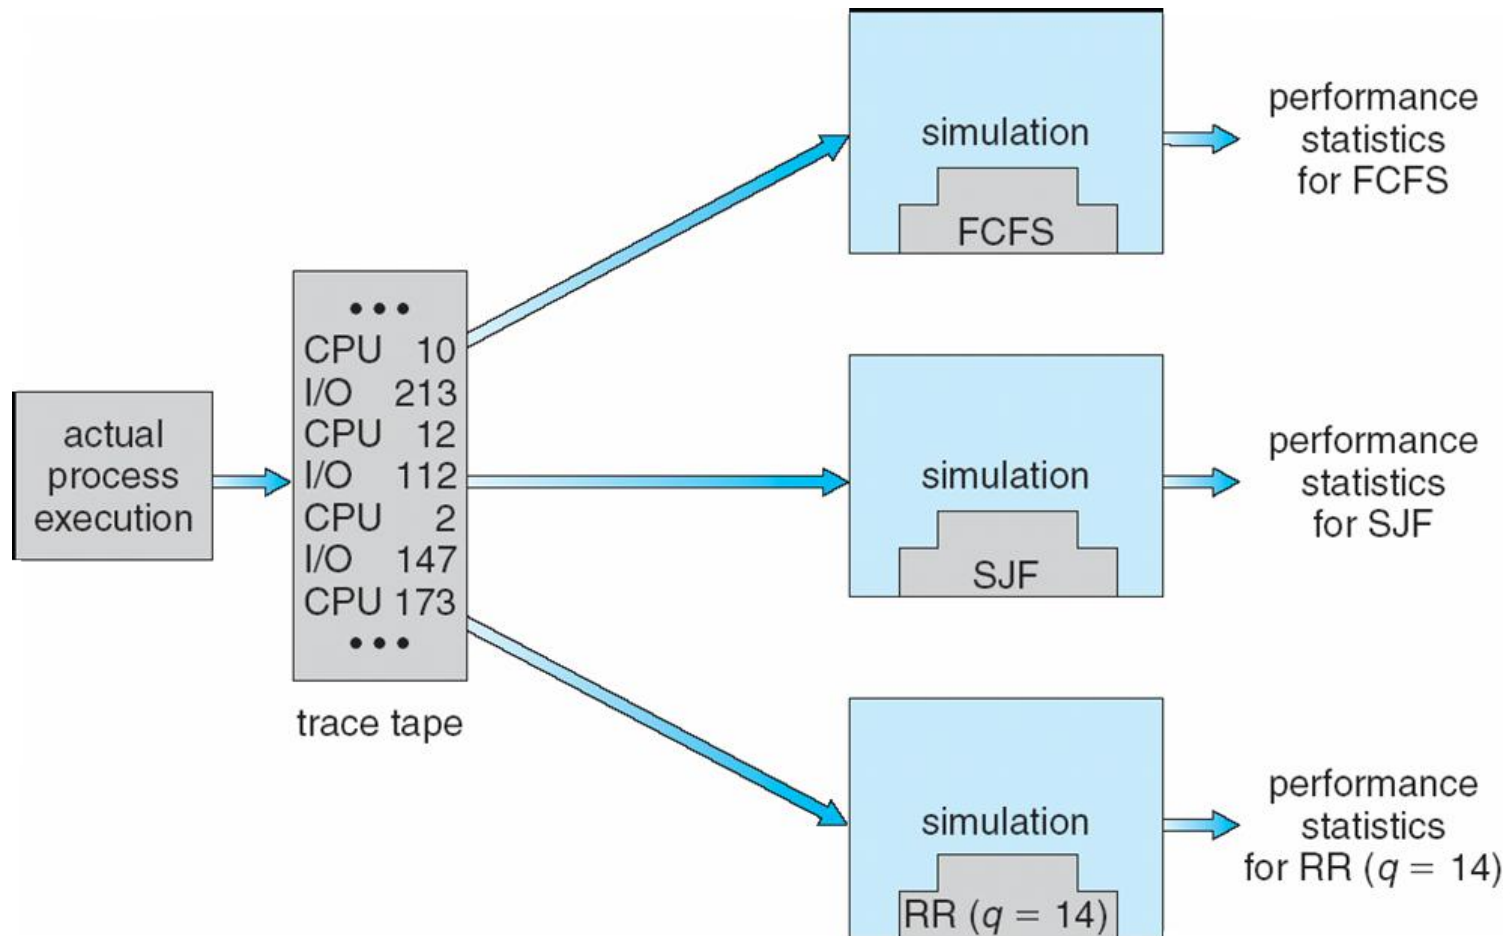 actual
process
execution
• • •
CPU 10
I/O 213
CPU 12
I/O 112
CPU 2
I/O 147
CPU 173
• • •
trace tape
simulation
FCFS
performance
statistics
for FCFS
simulation
SJF
performance
statistics
for SJF
simulation
RR (q = 14)
performance
statistics
for RR (q = 14)